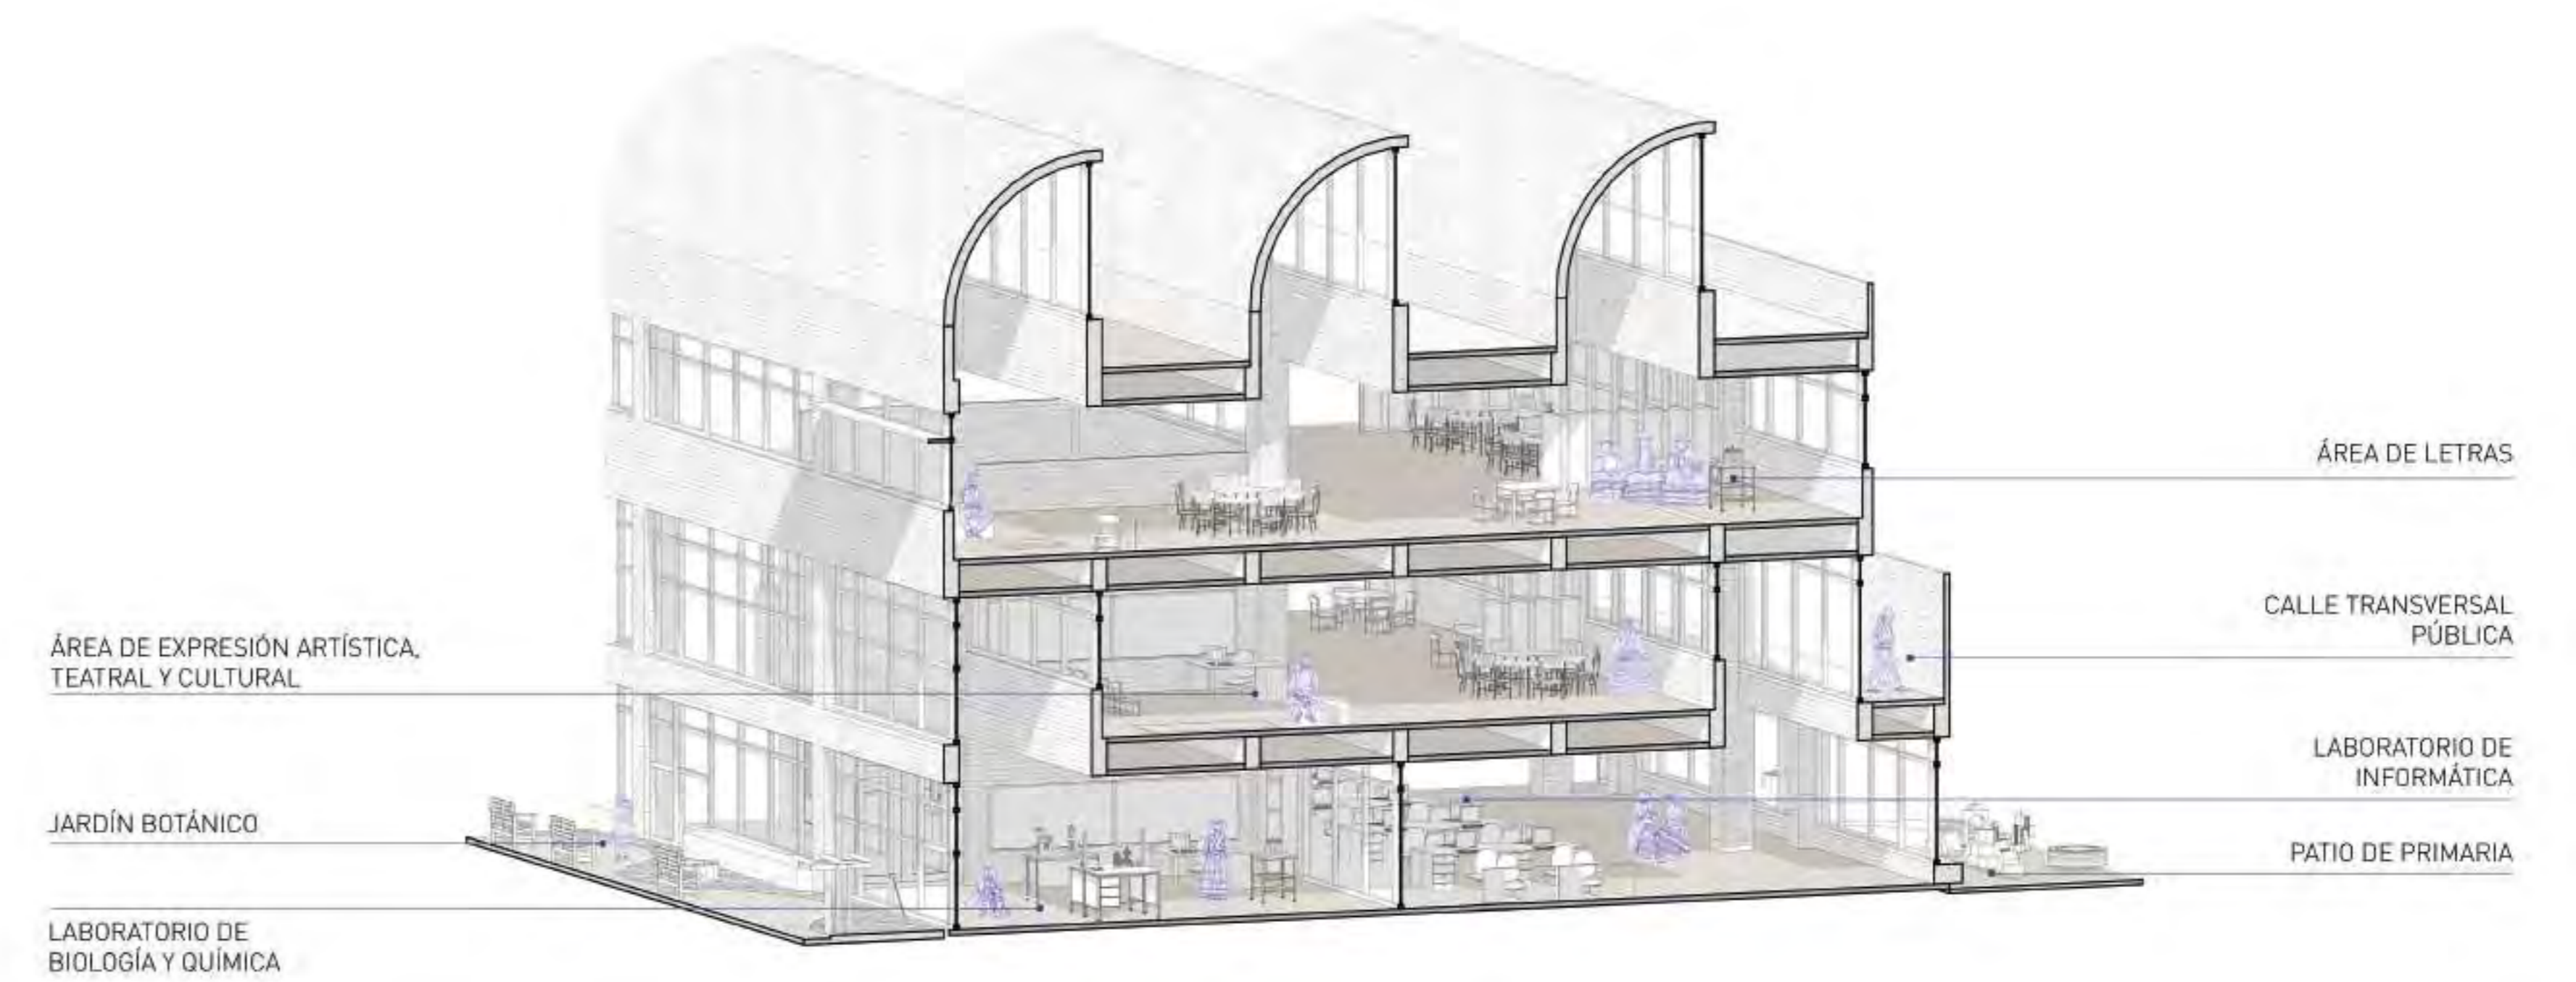 ÁREA DE LETRAS
CALLE TRANSVERSAL
PÚBLICA
ÁREA DE EXPRESIÓN ARTÍSTICA,
TEATRAL Y CULTURAL
LABORATORIO DE
INFORMÁTICA
JARDÍN BOTÁNICO
PATIO DE PRIMARIA
LABORATORIO DE
BIOLOGÍA Y QUÍMICA